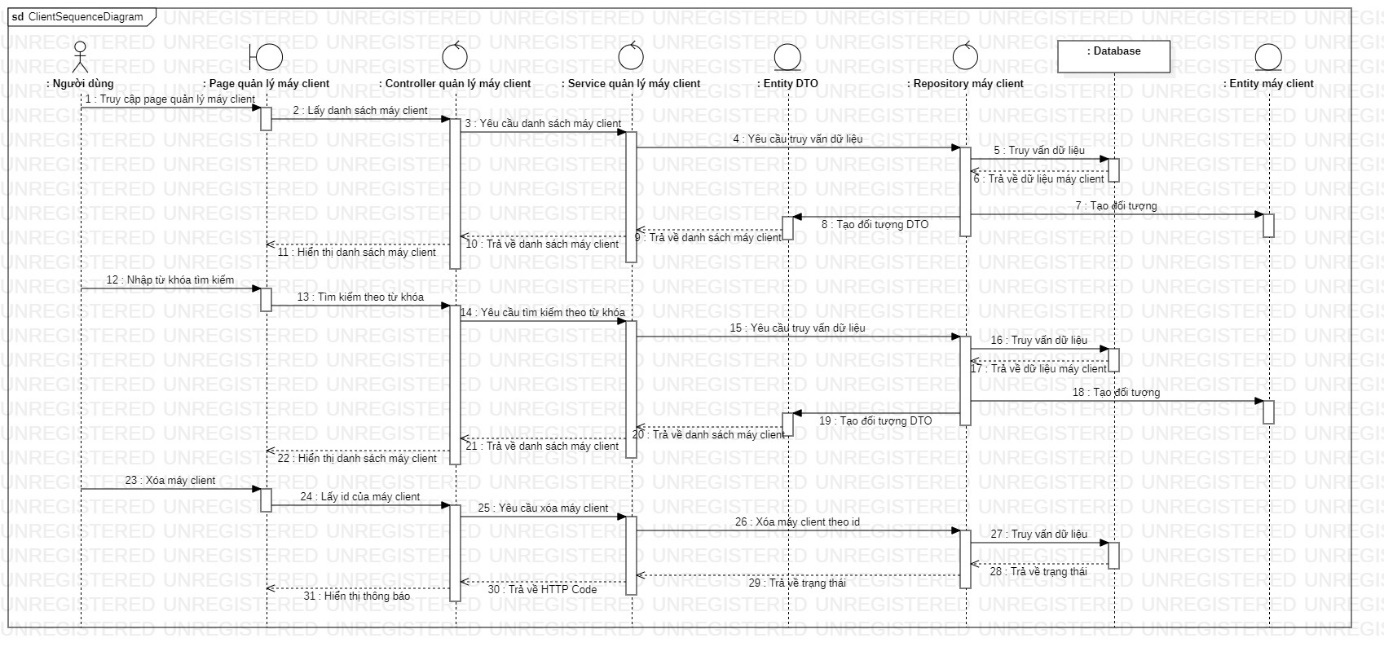 sd ClientSequenceDiagram
: Người dùng
: Page quản lý máy client
: Controller quản lý máy client
: Service quản lý máy client
: Entity DTO
: Repository máy client
: Database
: Entity máy client
1 : Truy cập page quản lý máy client
2 : Lấy danh sách máy client
3 : Yêu cầu danh sách máy client
4 : Yêu cầu truy vấn dữ liệu
5 : Truy vấn dữ liệu
6 : Trả về dữ liệu máy client
7 : Tạo đối tượng
8 : Tạo đối tượng DTO
9 : Trả về danh sách máy client
10 : Trả về danh sách máy client
11 : Hiển thị danh sách máy client
12 : Nhập từ khóa tìm kiếm
13 : Tìm kiếm theo từ khóa
14 : Yêu cầu tìm kiếm theo từ khóa
15 : Yêu cầu truy vấn dữ liệu
16 : Truy vấn dữ liệu
17 : Trả về dữ liệu máy client
18 : Tạo đối tượng
19 : Tạo đối tượng DTO
20 : Trả về danh sách máy client
21 : Trả về danh sách máy client
22 : Hiển thị danh sách máy client
23 : Xóa máy client
24 : Lấy id của máy client
25 : Yêu cầu xóa máy client
26 : Xóa máy client theo id
27 : Truy vấn dữ liệu
28 : Trả về trạng thái
29 : Trả về trạng thái
30 : Trả về HTTP Code
31 : Hiển thị thông báo
UNREGISTERED